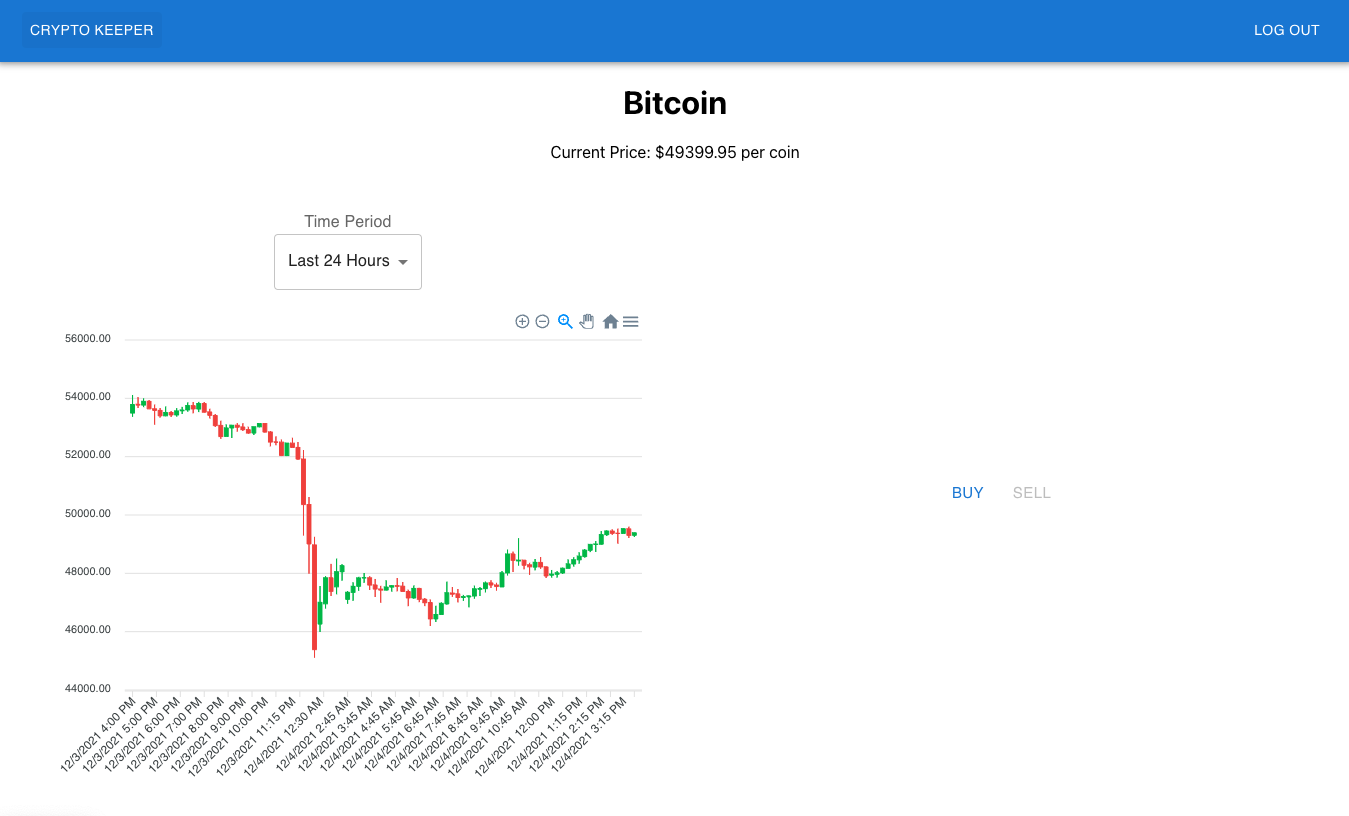 CRYPTO KEEPER
LOG OUT
Bitcoin
Current Price: $49399.95 per coin
Time Period
Last 24 Hours
56000.00
54000.00
52000.00
50000.00
48000.00
46000.00
44000.00
12/3/2021 4:00 PM
12/3/2021 5:00 PM
12/3/2021 6:00 PM
12/3/2021 7:00 PM
12/3/2021 8:00 PM
12/3/2021 9:00 PM
12/3/2021 10:00 PM
12/3/2021 11:15 PM
12/4/2021 12:30 AM
12/4/2021 2:45 AM
12/4/2021 3:45 AM
12/4/2021 4:45 AM
12/4/2021 5:45 AM
12/4/2021 6:45 AM
12/4/2021 7:45 AM
12/4/2021 8:45 AM
12/4/2021 9:45 AM
12/4/2021 10:45 AM
12/4/2021 12:00 PM
12/4/2021 1:15 PM
12/4/2021 2:15 PM
12/4/2021 3:15 PM
BUY
SELL